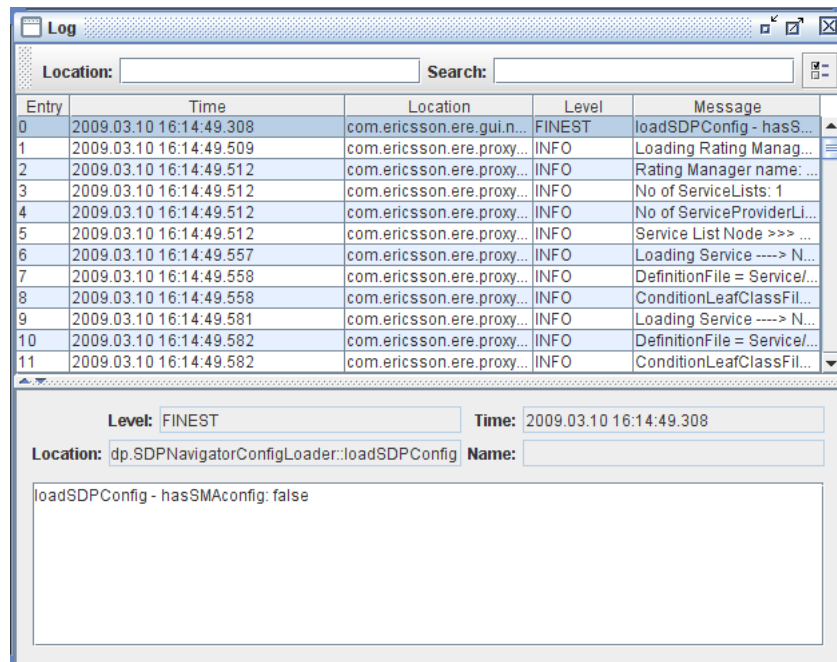 Log
Location: Search:
Entry Time Location Level Message
0 2009.03.10 16:14:49.308 com.ericsson.ere.gui.n... FINEST loadSDPConfig - hasS...
1 2009.03.10 16:14:49.509 com.ericsson.ere.proxy... INFO Loading Rating Manag...
2 2009.03.10 16:14:49.512 com.ericsson.ere.proxy... INFO Rating Manager name: ...
3 2009.03.10 16:14:49.512 com.ericsson.ere.proxy... INFO No of ServiceLists: 1
4 2009.03.10 16:14:49.512 com.ericsson.ere.proxy... INFO No of ServiceProviderLi...
5 2009.03.10 16:14:49.512 com.ericsson.ere.proxy... INFO Service List Node >>> ...
6 2009.03.10 16:14:49.557 com.ericsson.ere.proxy... INFO Loading Service ----> N...
7 2009.03.10 16:14:49.558 com.ericsson.ere.proxy... INFO DefinitionFile = Service/...
8 2009.03.10 16:14:49.558 com.ericsson.ere.proxy... INFO ConditionLeafClassFil...
9 2009.03.10 16:14:49.581 com.ericsson.ere.proxy... INFO Loading Service ----> N...
10 2009.03.10 16:14:49.582 com.ericsson.ere.proxy... INFO DefinitionFile = Service/...
11 2009.03.10 16:14:49.582 com.ericsson.ere.proxy... INFO ConditionLeafClassFil...
Level: FINEST Time: 2009.03.10 16:14:49.308
Location: dp.SDPNavigatorConfigLoader::loadSDPConfig Name:
loadSDPConfig - hasSMAconfig: false